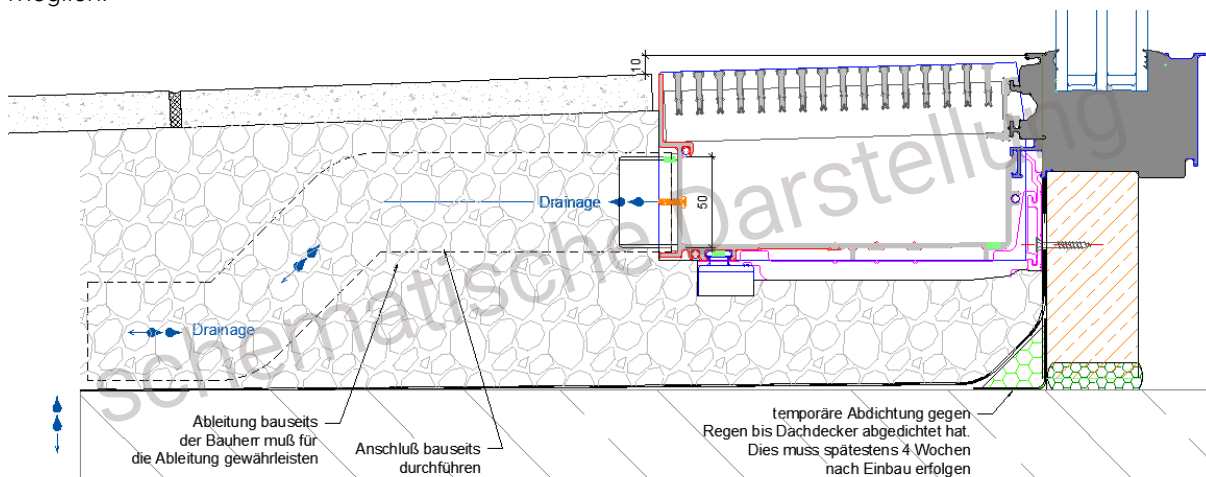 möglich.
10
50
Drainage
Drainage
schematische Darstellung
Ableitung bauseits
der Bauherr muß für
die Ableitung gewährleisten
Anschluß bauseits
durchführen
temporäre Abdichtung gegen
Regen bis Dachdecker abgedichtet hat.
Dies muss spätestens 4 Wochen
nach Einbau erfolgen